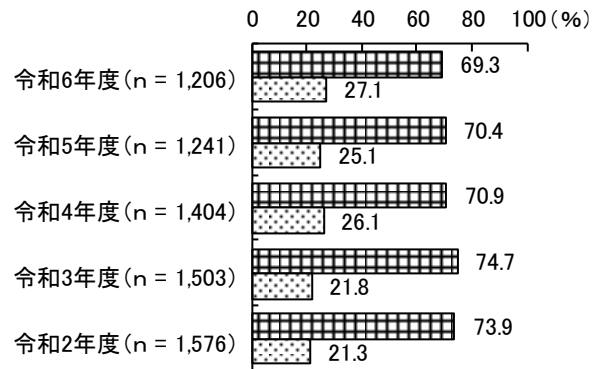 0 20 40 60 80 100(％)
令和6年度(n = 1,206) 69.3
27.1
令和5年度(n = 1,241) 70.4
25.1
令和4年度(n = 1,404) 70.9
26.1
令和3年度(n = 1,503) 74.7
21.8
令和2年度(n = 1,576) 73.9
21.3